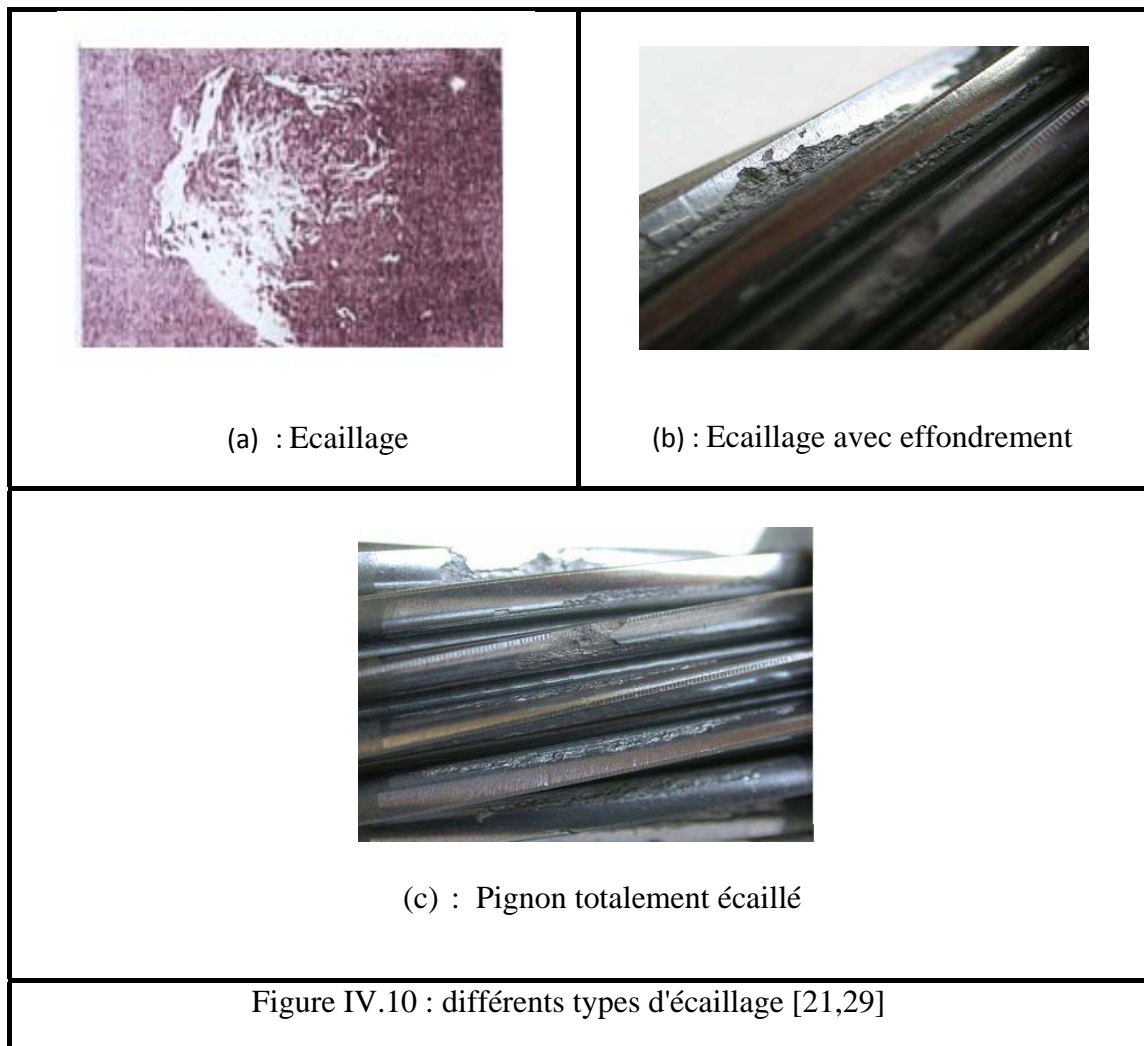 (a) : Ecaillage
(b) : Ecaillage avec effondrement
(c) : Pignon totalement écaillé
Figure IV.10 : différents types d'écaillage [21,29]